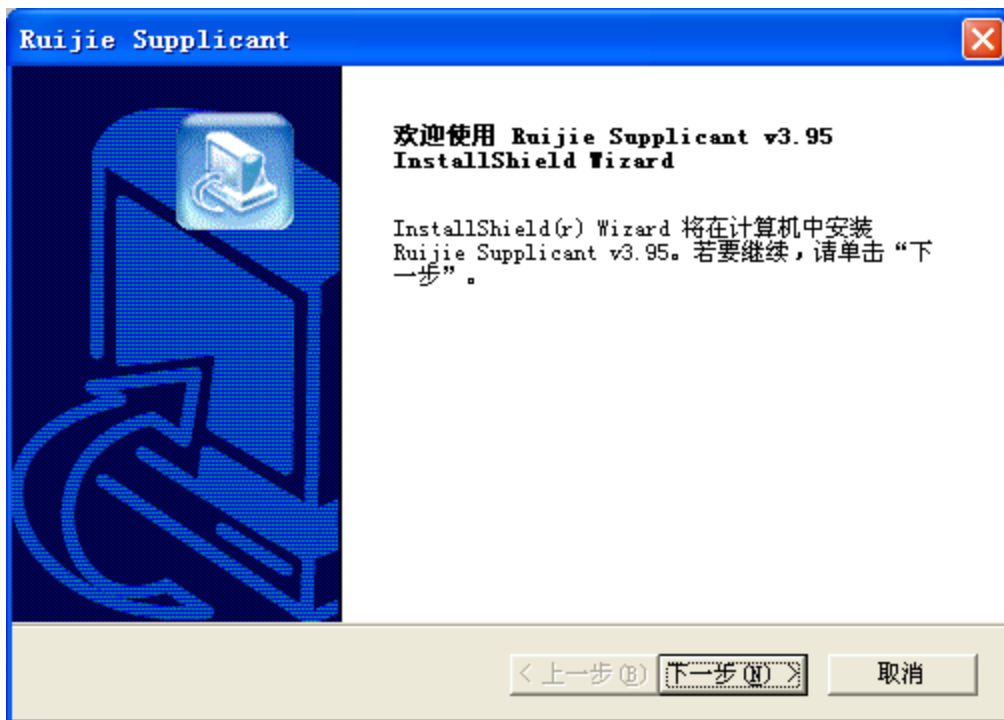 Ruijie Supplicant
欢迎使用 Ruijie Supplicant v3.95
InstallShield Wizard
InstallShield(r) Wizard 将在计算机中安装
Ruijie Supplicant v3.95。若要继续，请单击“下
一步”。
< 上一步(B) 下一步(N) > 取消